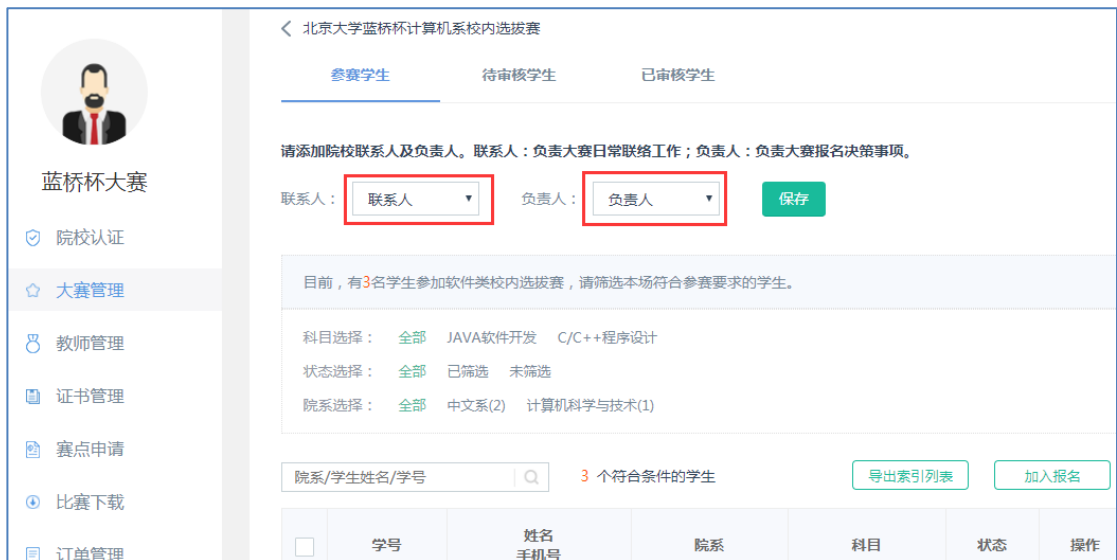 北京大学蓝桥杯计算机系校内选拔赛
参赛学生 待审核学生 已审核学生
请添加院校联系人及负责人。联系人：负责大赛日常联络工作；负责人：负责大赛报名决策事项。
联系人： 联系人 负责人： 负责人 保存
蓝桥杯大赛
院校认证
大赛管理
教师管理
证书管理
赛点申请
比赛下载
订单管理
目前，有3名学生参加软件类校内选拔赛，请筛选本场符合参赛要求的学生。
科目选择： 全部 JAVA软件开发 C/C++程序设计
状态选择： 全部 已筛选 未筛选
院系选择： 全部 中文系(2) 计算机科学与技术(1)
院系/学生姓名/学号 3 个符合条件的学生 导出索引列表 加入报名
学号 姓名 院系 科目 状态 操作
手机号